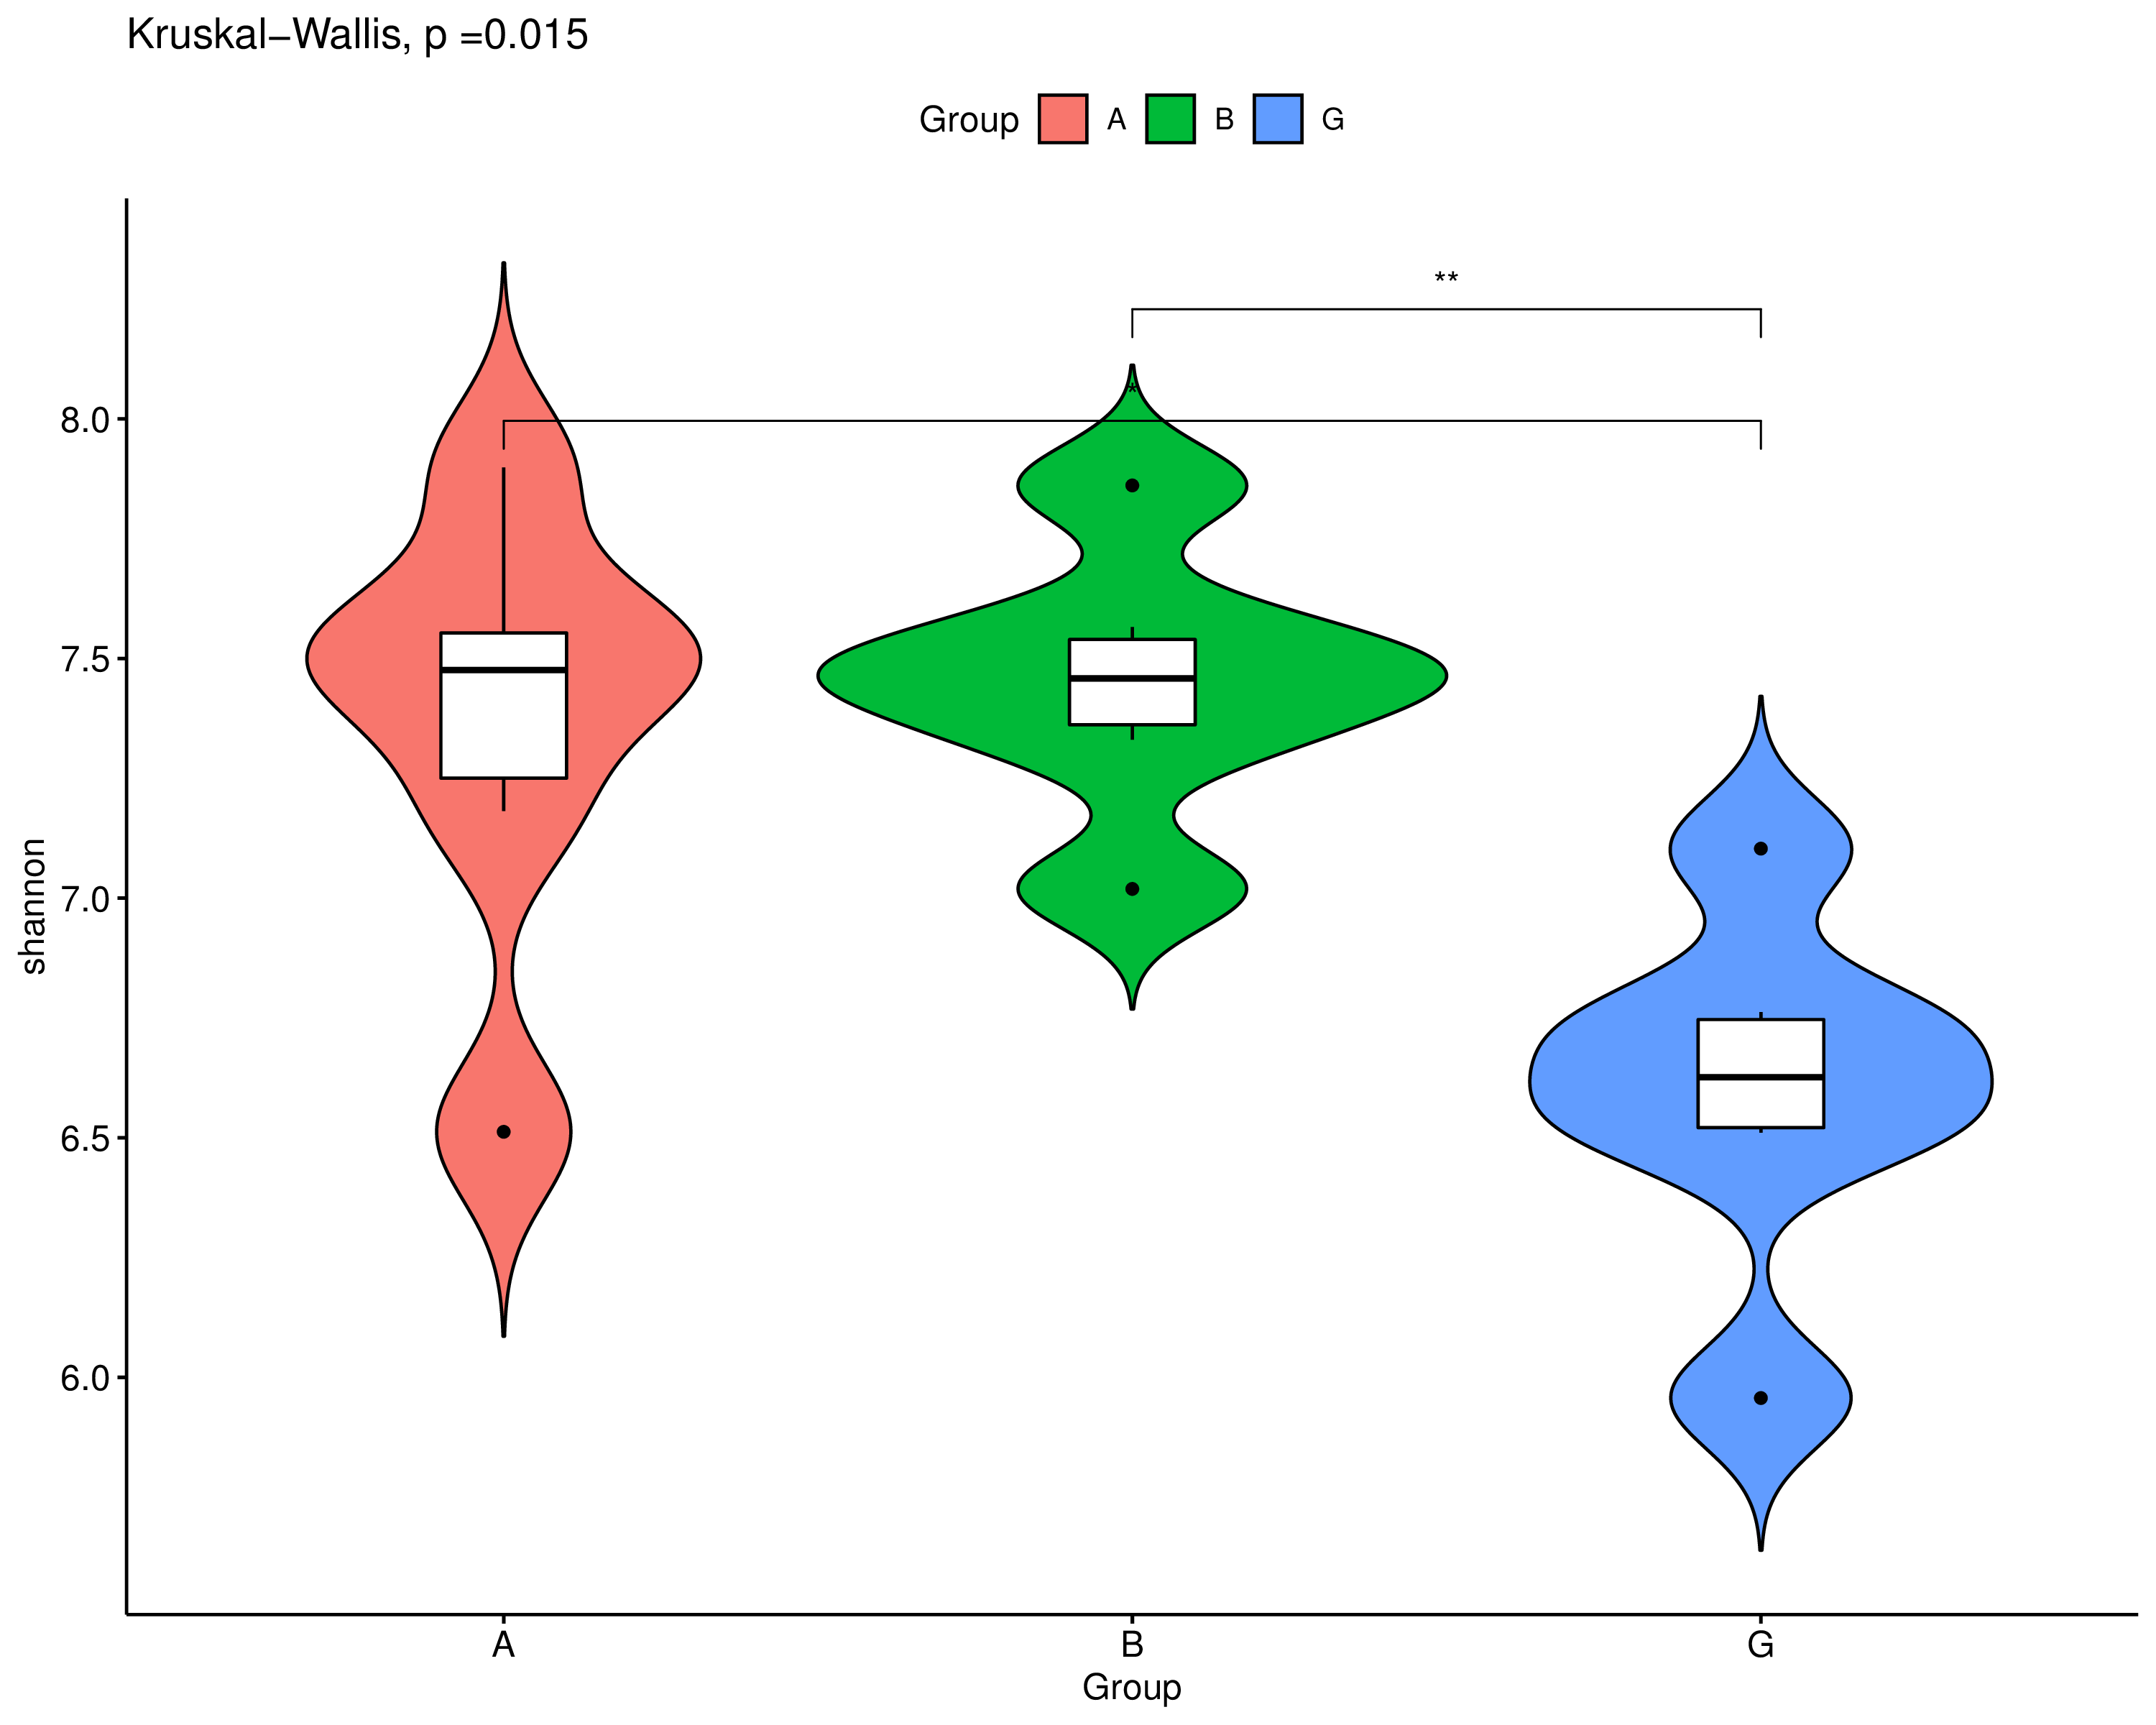 Kruskal−Wallis, p =0.015
Group A B G
**
*
8.0
7.5
7.0
6.5
6.0
shannon
A B G
Group